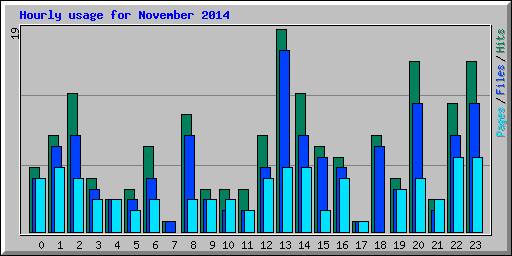 Hourly usage for November 2014
19
Pages / Files / Hits
0 1 2 3 4 5 6 7 8 9 10 11 12 13 14 15 16 17 18 19 20 21 22 23